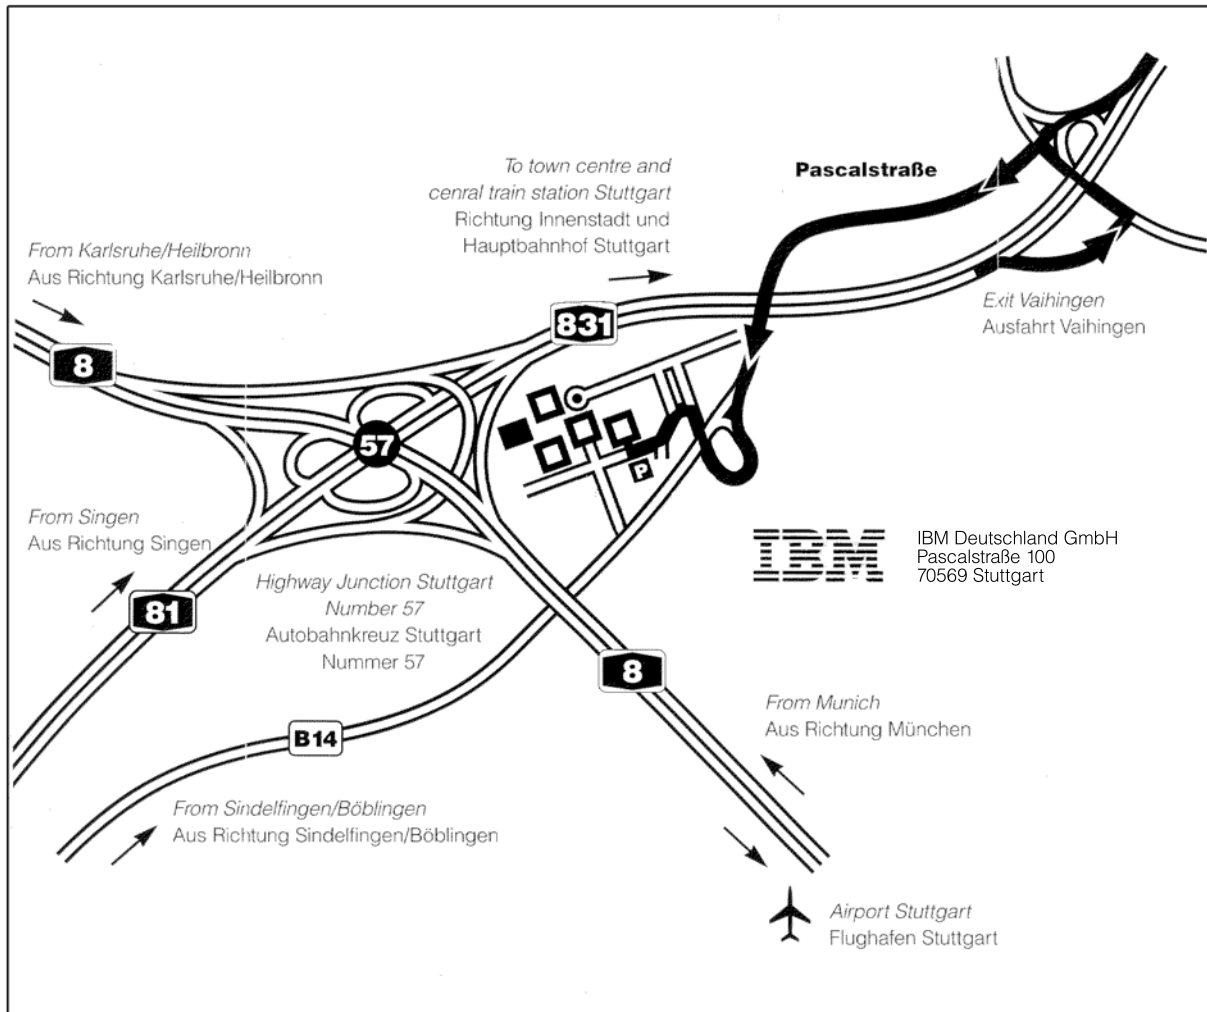 To town centre and
cenral train station Stuttgart
Richtung Innenstadt und
Hauptbahnhof Stuttgart
Pascalstraße
From Karlsruhe/Heilbronn
Aus Richtung Karlsruhe/Heilbronn
Exit Vaihingen
Ausfahrt Vaihingen
831
8
57
P
From Singen
Aus Richtung Singen
IBM
IBM Deutschland GmbH
Pascalstraße 100
70569 Stuttgart
81
Highway Junction Stuttgart
Number 57
Autobahnkreuz Stuttgart
Nummer 57
8
From Munich
Aus Richtung München
B14
From Sindelfingen/Böblingen
Aus Richtung Sindelfingen/Böblingen
Airport Stuttgart
Flughafen Stuttgart